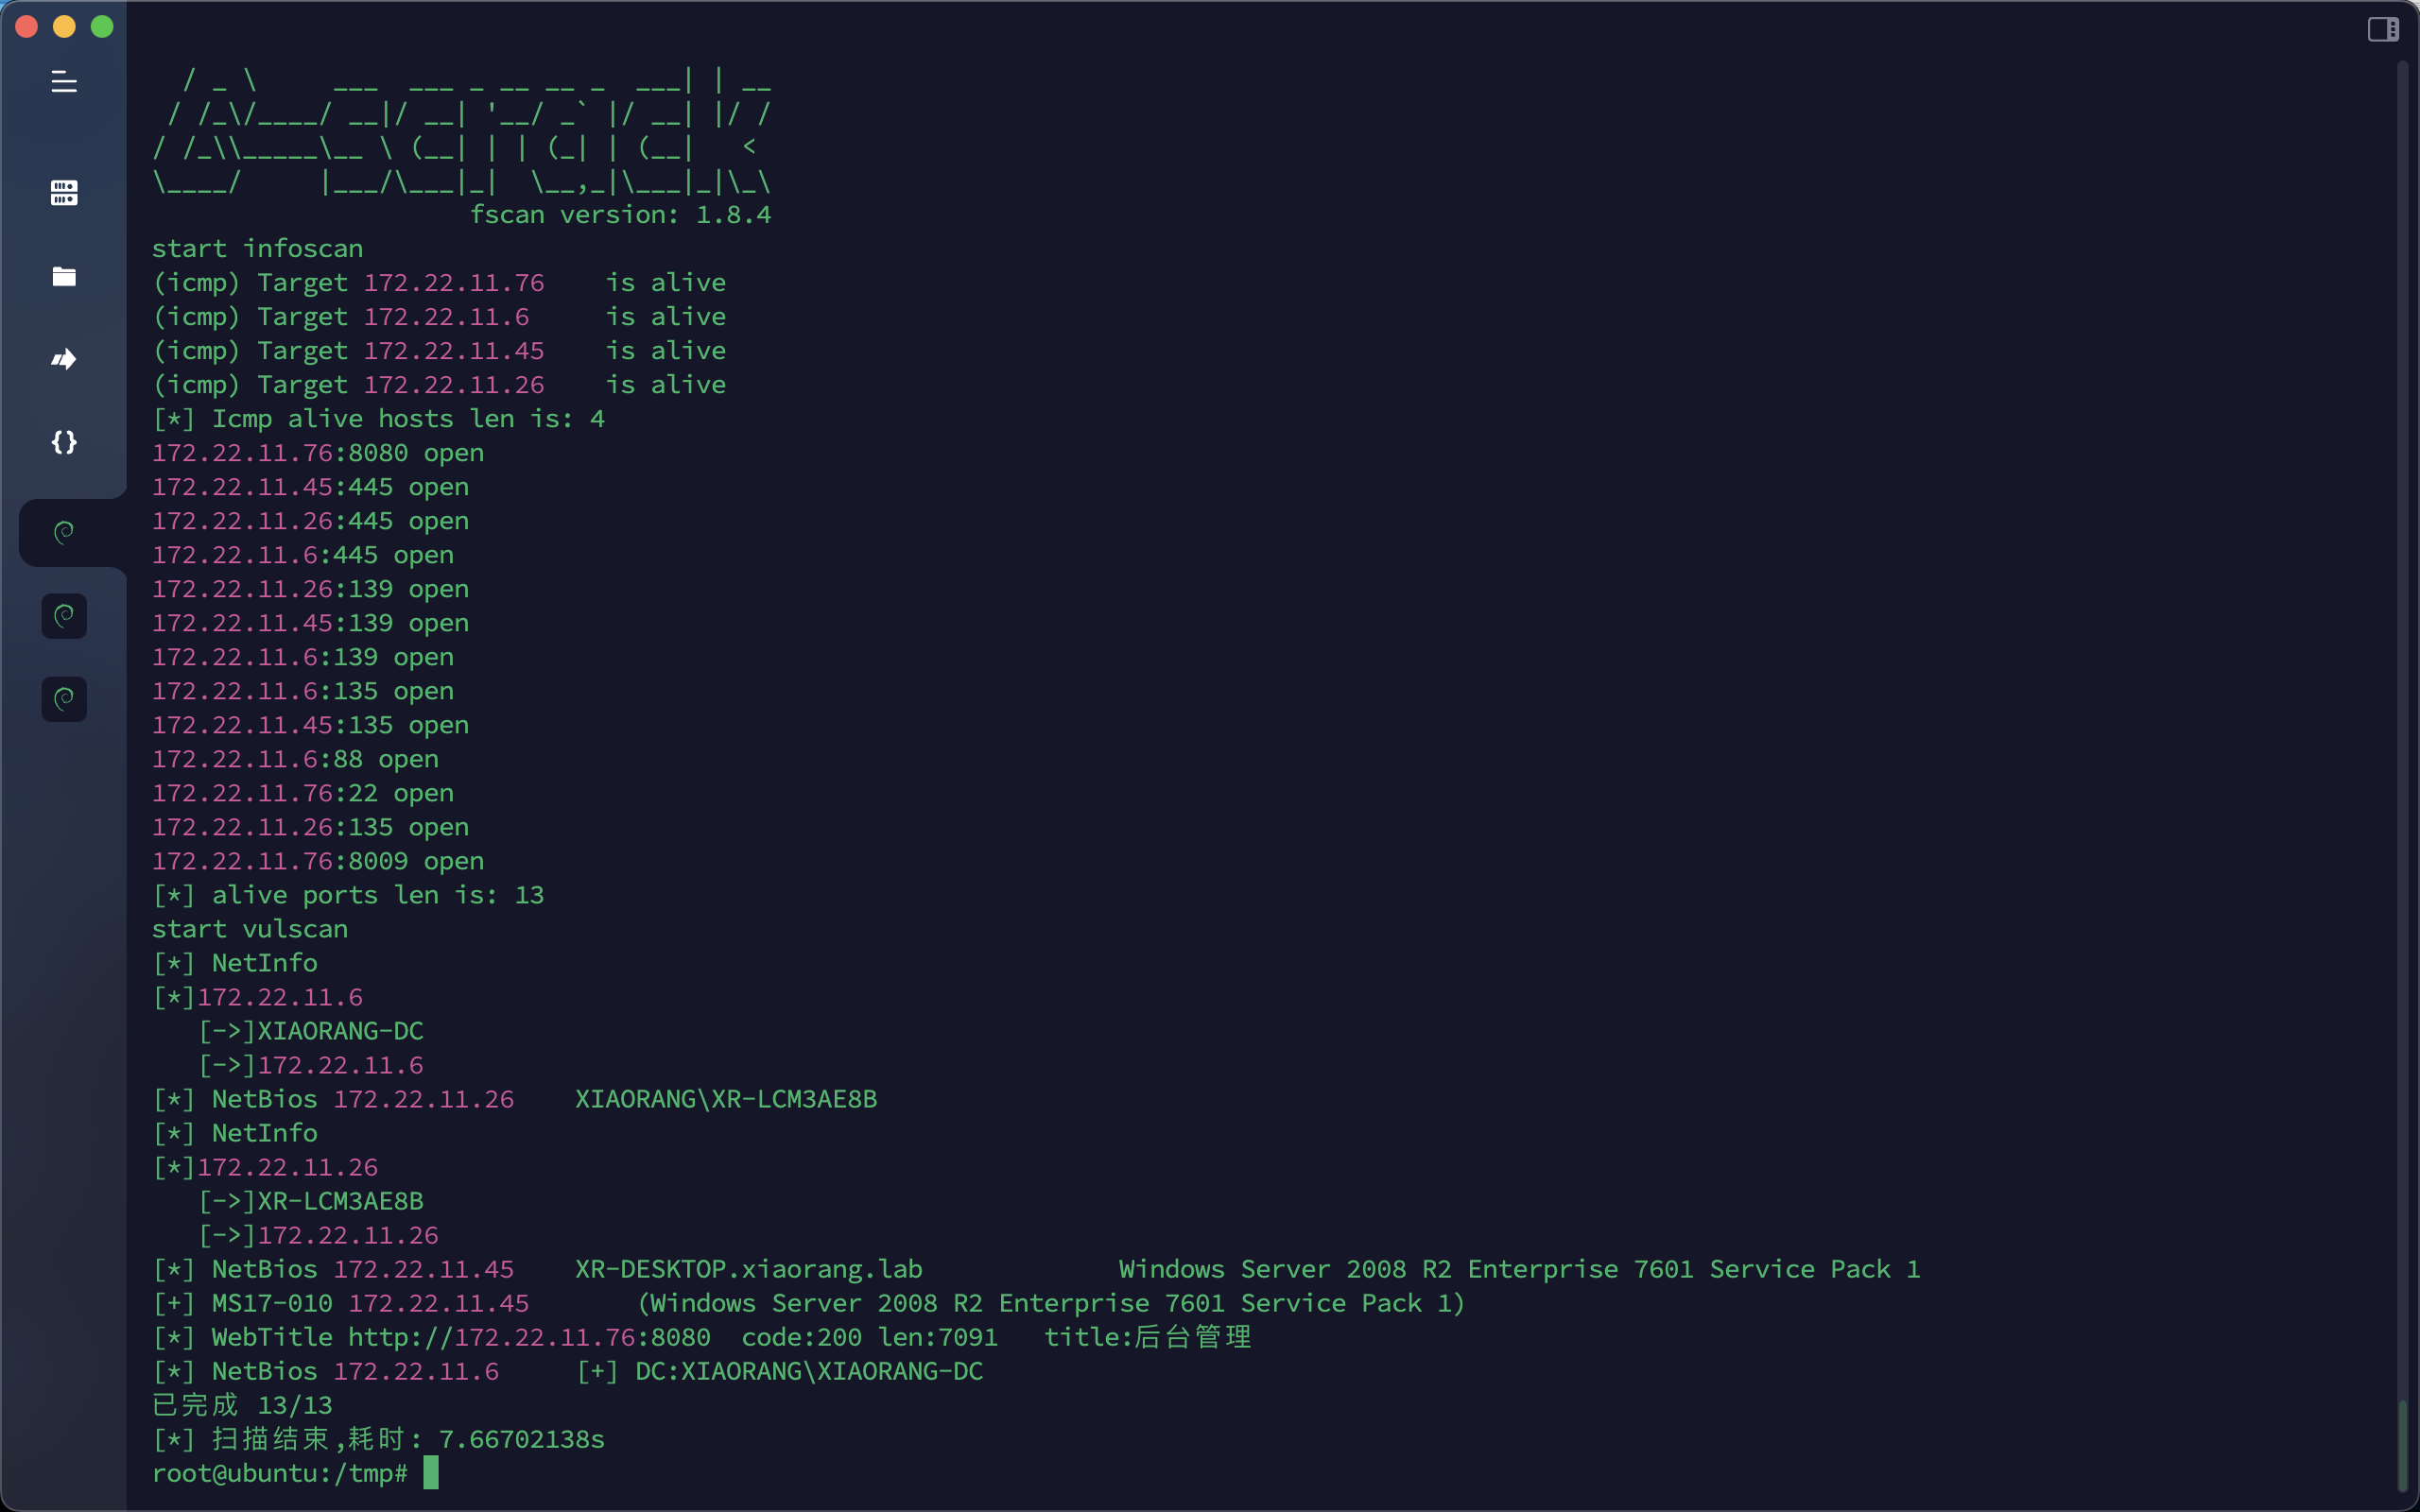 / _ \     ___  ___ _ __ __ _  ___| | __
 / /_\/____/ __|/ __| '__/ _` |/ __| |/ /
/ /_\\_____\__ \ (__| | | (_| | (__|   <
\____/     |___/\___|_|  \__,_|\___|_|\_\
                     fscan version: 1.8.4
start infoscan
(icmp) Target 172.22.11.76    is alive
(icmp) Target 172.22.11.6     is alive
(icmp) Target 172.22.11.45    is alive
(icmp) Target 172.22.11.26    is alive
[*] Icmp alive hosts len is: 4
172.22.11.76:8080 open
172.22.11.45:445 open
172.22.11.26:445 open
172.22.11.6:445 open
172.22.11.26:139 open
172.22.11.45:139 open
172.22.11.6:139 open
172.22.11.6:135 open
172.22.11.45:135 open
172.22.11.6:88 open
172.22.11.76:22 open
172.22.11.26:135 open
172.22.11.76:8009 open
[*] alive ports len is: 13
start vulscan
[*] NetInfo
[*]172.22.11.6
   [->]XIAORANG-DC
   [->]172.22.11.6
[*] NetBios 172.22.11.26    XIAORANG\XR-LCM3AE8B
[*] NetInfo
[*]172.22.11.26
   [->]XR-LCM3AE8B
   [->]172.22.11.26
[*] NetBios 172.22.11.45    XR-DESKTOP.xiaorang.lab             Windows Server 2008 R2 Enterprise 7601 Service Pack 1
[+] MS17-010 172.22.11.45       (Windows Server 2008 R2 Enterprise 7601 Service Pack 1)
[*] WebTitle http://172.22.11.76:8080  code:200 len:7091   title:后台管理
[*] NetBios 172.22.11.6     [+] DC:XIAORANG\XIAORANG-DC
已完成 13/13
[*] 扫描结束,耗时: 7.66702138s
root@ubuntu:/tmp#